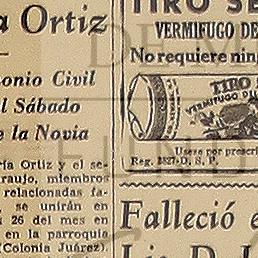 a Ortiz
onio Civil
l Sábado
e la Novia
ría Ortiz y el se-
raujo, miembros
relacionadas fa-
se unirán en
26 del mes en
en la parroquia
(Colonia Juárez).
TIRO SE
VERMIFUGO DE
No requiere nin
TIRO S
VERMIFUGO DE
Usese por prescri
Reg. 8827-D. S. P.
Falleció e